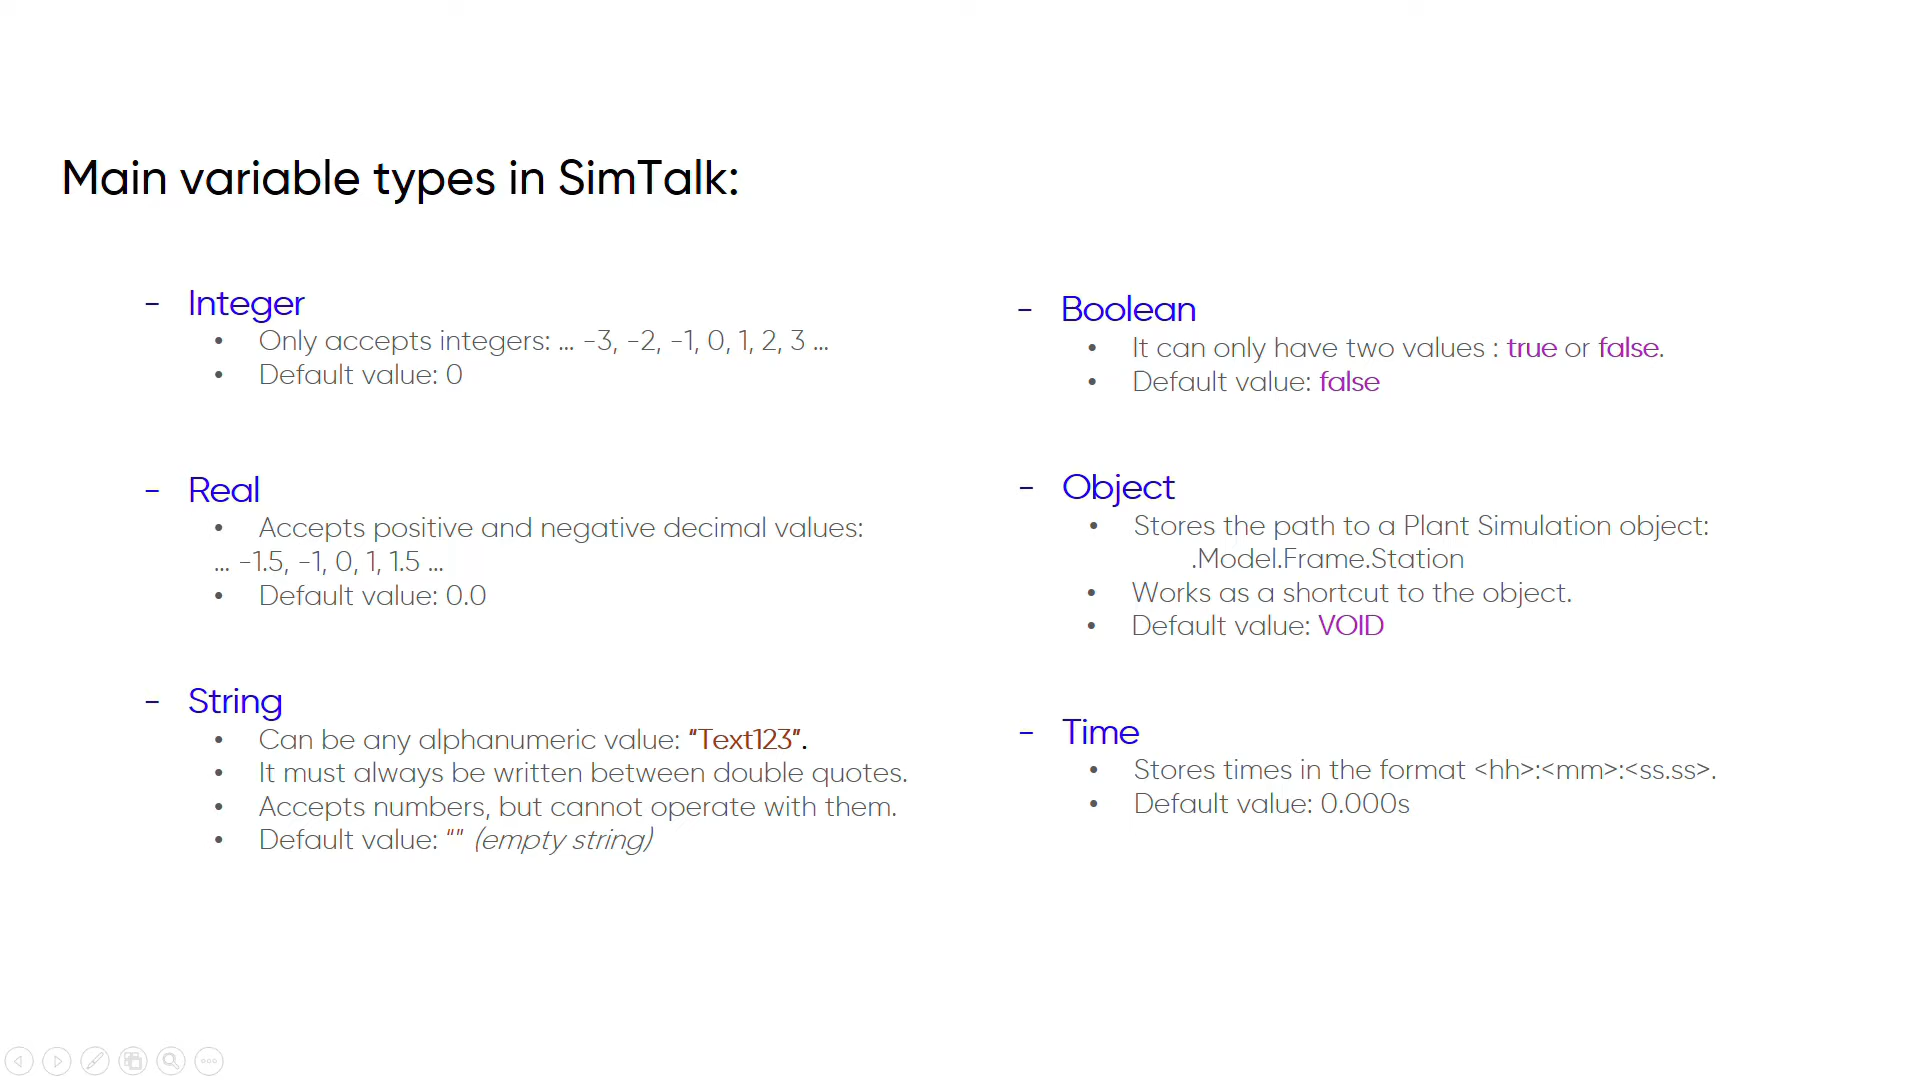 Main variable types in SimTalk:
- Integer
• Only accepts integers: ... -3, -2, -1, 0, 1, 2, 3 ...
• Default value: 0
- Real
• Accepts positive and negative decimal values:
... -1.5, -1, 0, 1, 1.5 ...
• Default value: 0.0
- String
• Can be any alphanumeric value: “Text123”.
• It must always be written between double quotes.
• Accepts numbers, but cannot operate with them.
• Default value: “” (empty string)
- Boolean
• It can only have two values : true or false.
• Default value: false
- Object
• Stores the path to a Plant Simulation object:
.Model.Frame.Station
• Works as a shortcut to the object.
• Default value: VOID
- Time
• Stores times in the format <hh>:<mm>:<ss.ss>.
• Default value: 0.000s